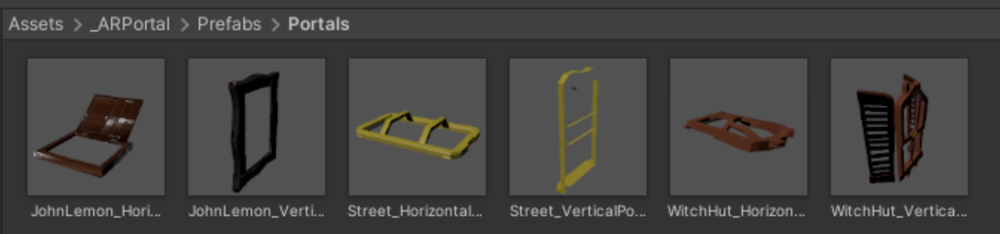 Assets > _ARPortal > Prefabs > Portals
JohnLemon_Hori... JohnLemon_Verti... Street_Horizontal... Street_VerticalPo... WitchHut_Horizon... WitchHut_Vertica...